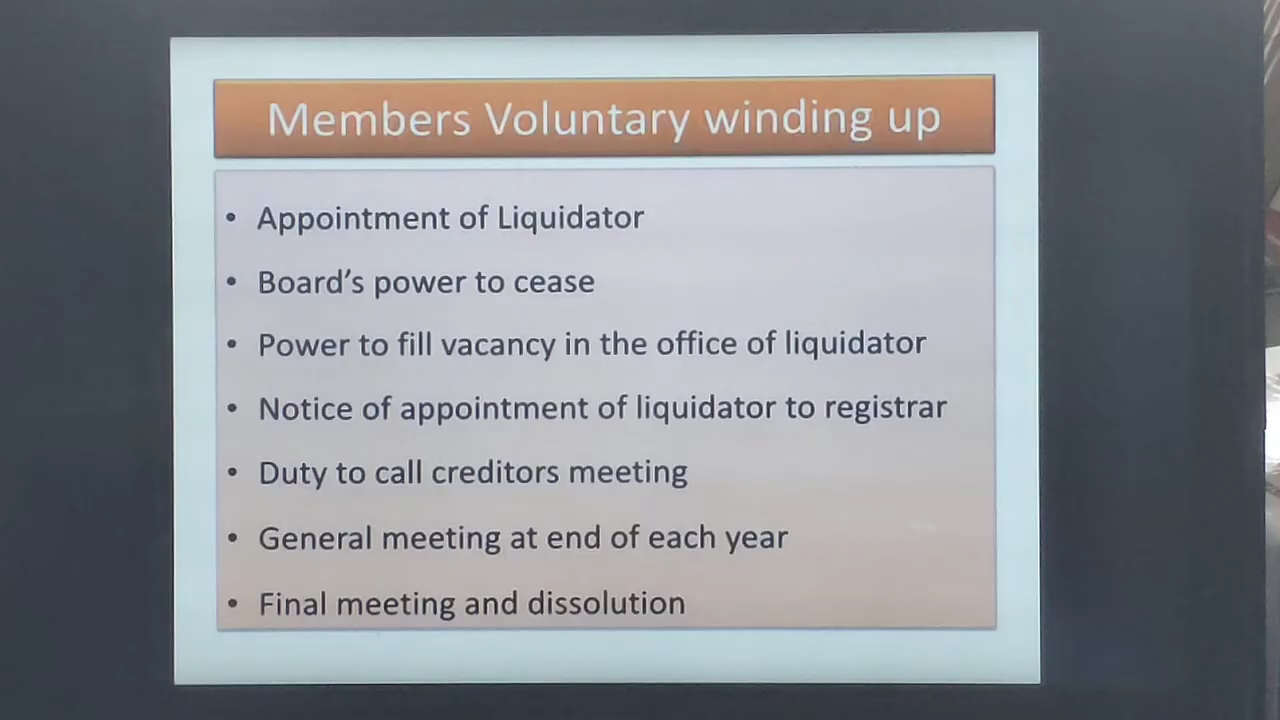 Members Voluntary winding up
• Appointment of Liquidator
• Board's power to cease
• Power to fill vacancy in the office of liquidator
• Notice of appointment of liquidator to registrar
• Duty to call creditors meeting
• General meeting at end of each year
• Final meeting and dissolution